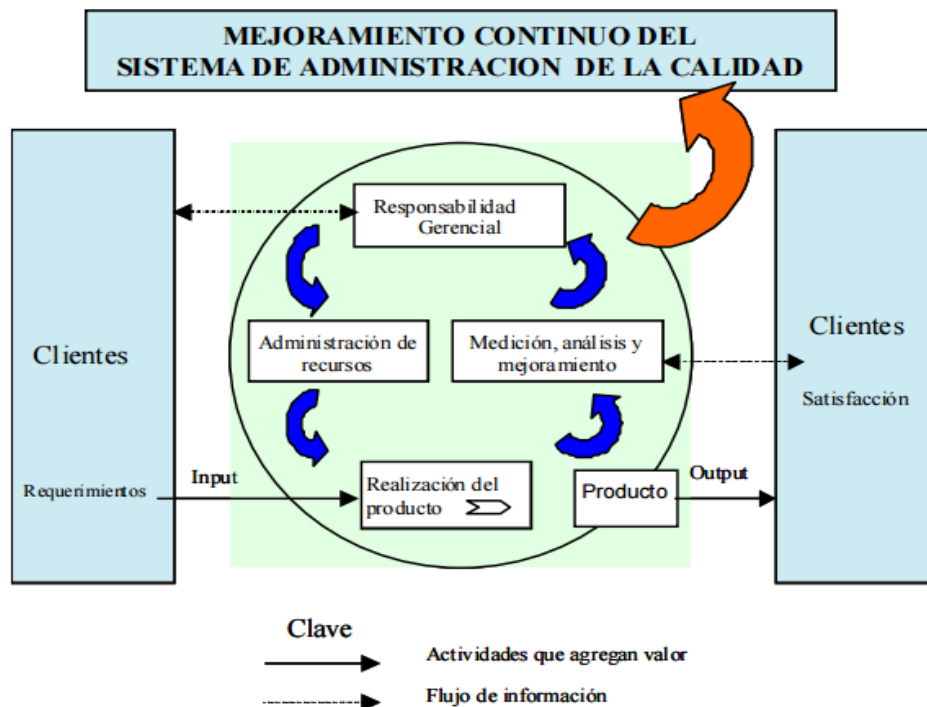 MEJORAMIENTO CONTINUO DEL
SISTEMA DE ADMINISTRACION DE LA CALIDAD
Responsabilidad
Gerencial
Clientes
Administración de
recursos
Medición, análisis y
mejoramiento
Clientes
Satisfacción
Requerimientos
Input
Realización del
producto
Producto
Output
Clave
Actividades que agregan valor
Flujo de información